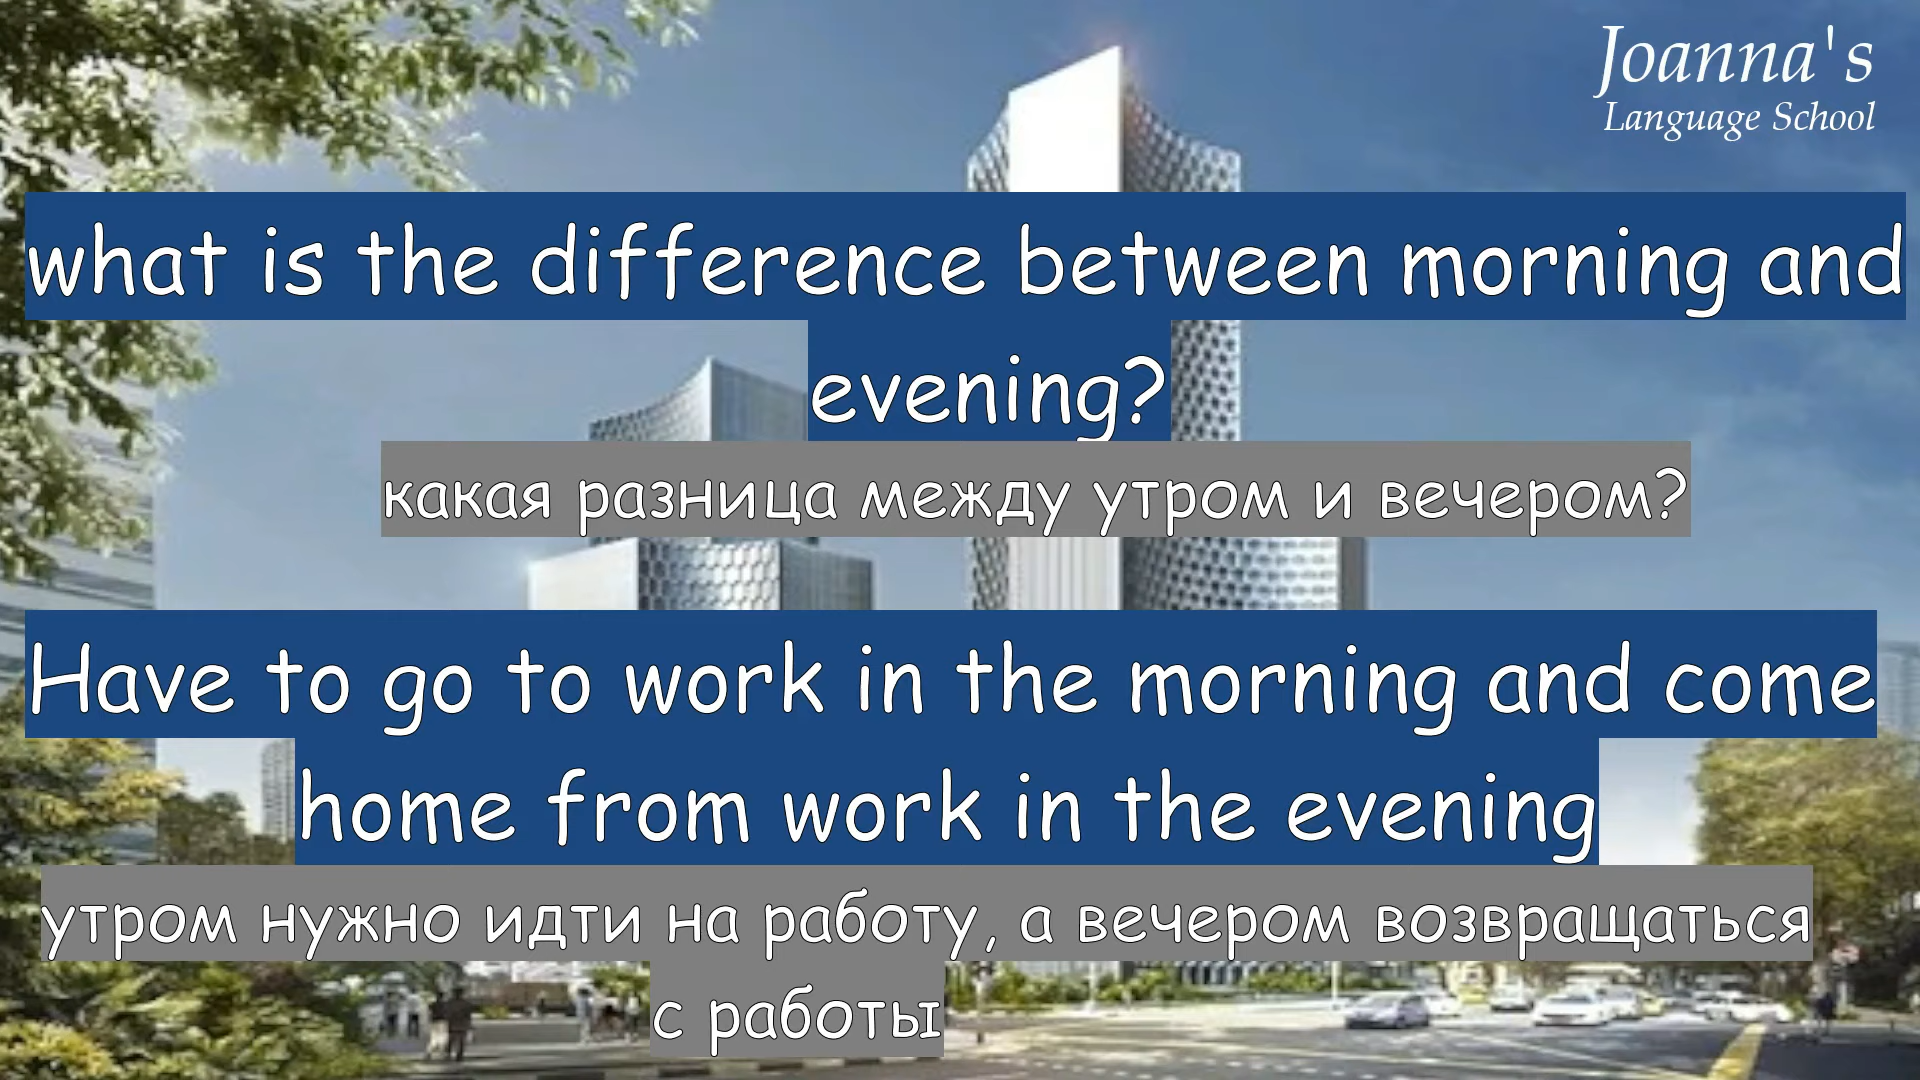 Joanna's
Language School
what is the difference between morning and
evening?
какая разница между утром и вечером?
Have to go to work in the morning and come
home from work in the evening
утром нужно идти на работу, а вечером возвращаться
с работы